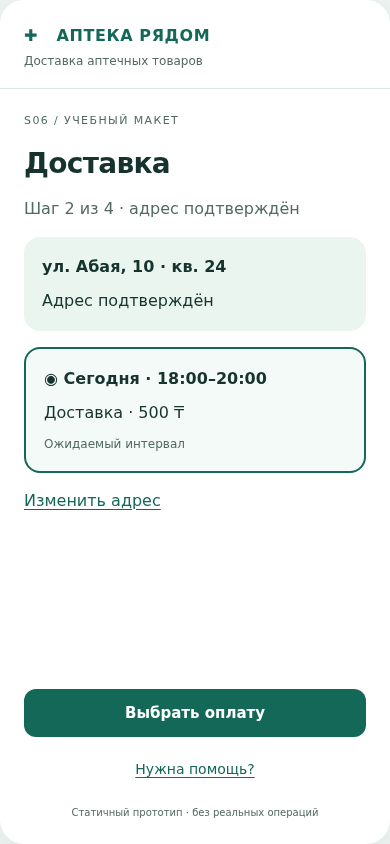 ✚ АПТЕКА РЯДОМ
Доставка аптечных товаров
S06 / УЧЕБНЫЙ МАКЕТ
Доставка
Шаг 2 из 4 · адрес подтверждён
ул. Абая, 10 · кв. 24
Адрес подтверждён
◉ Сегодня · 18:00–20:00
Доставка · 500 ₸
Ожидаемый интервал
Изменить адрес
Выбрать оплату
Нужна помощь?
Статичный прототип · без реальных операций